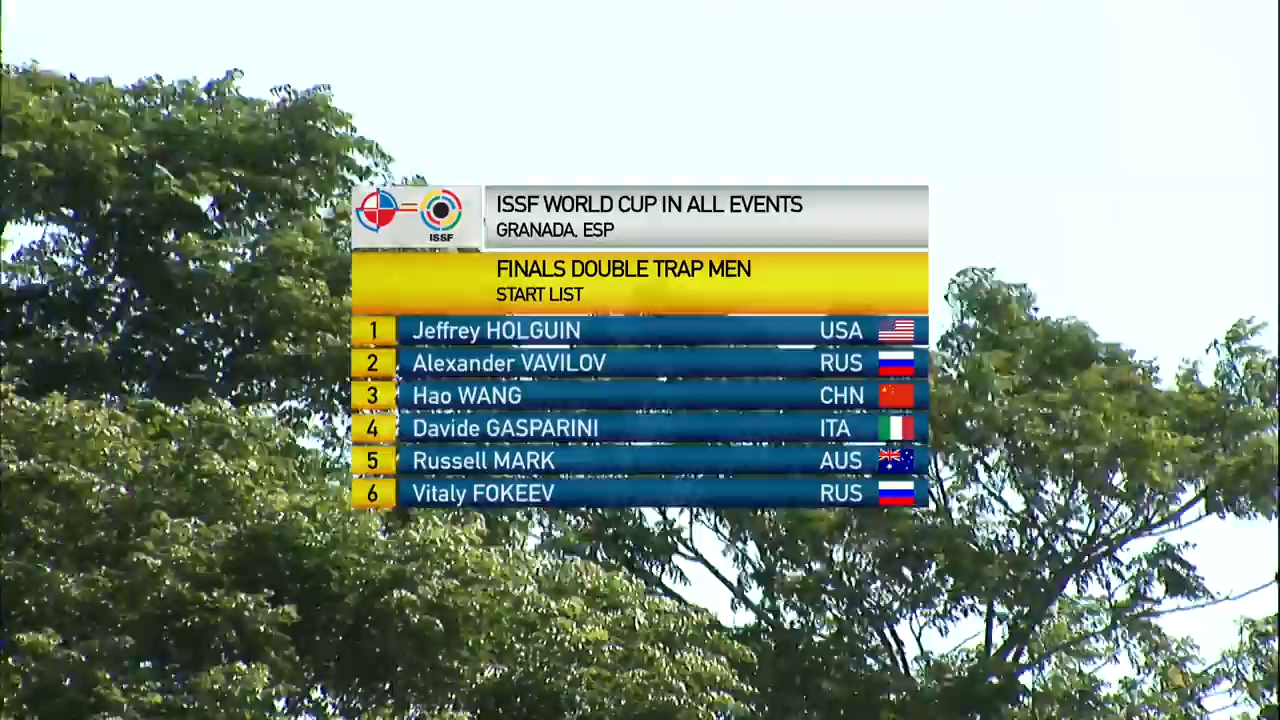 ISSF
ISSF WORLD CUP IN ALL EVENTS
GRANADA, ESP
FINALS DOUBLE TRAP MEN
START LIST
1 Jeffrey HOLGUIN USA
2 Alexander VAVILOV RUS
3 Hao WANG CHN
4 Davide GASPARINI ITA
5 Russell MARK AUS
6 Vitaly FOKEEV RUS